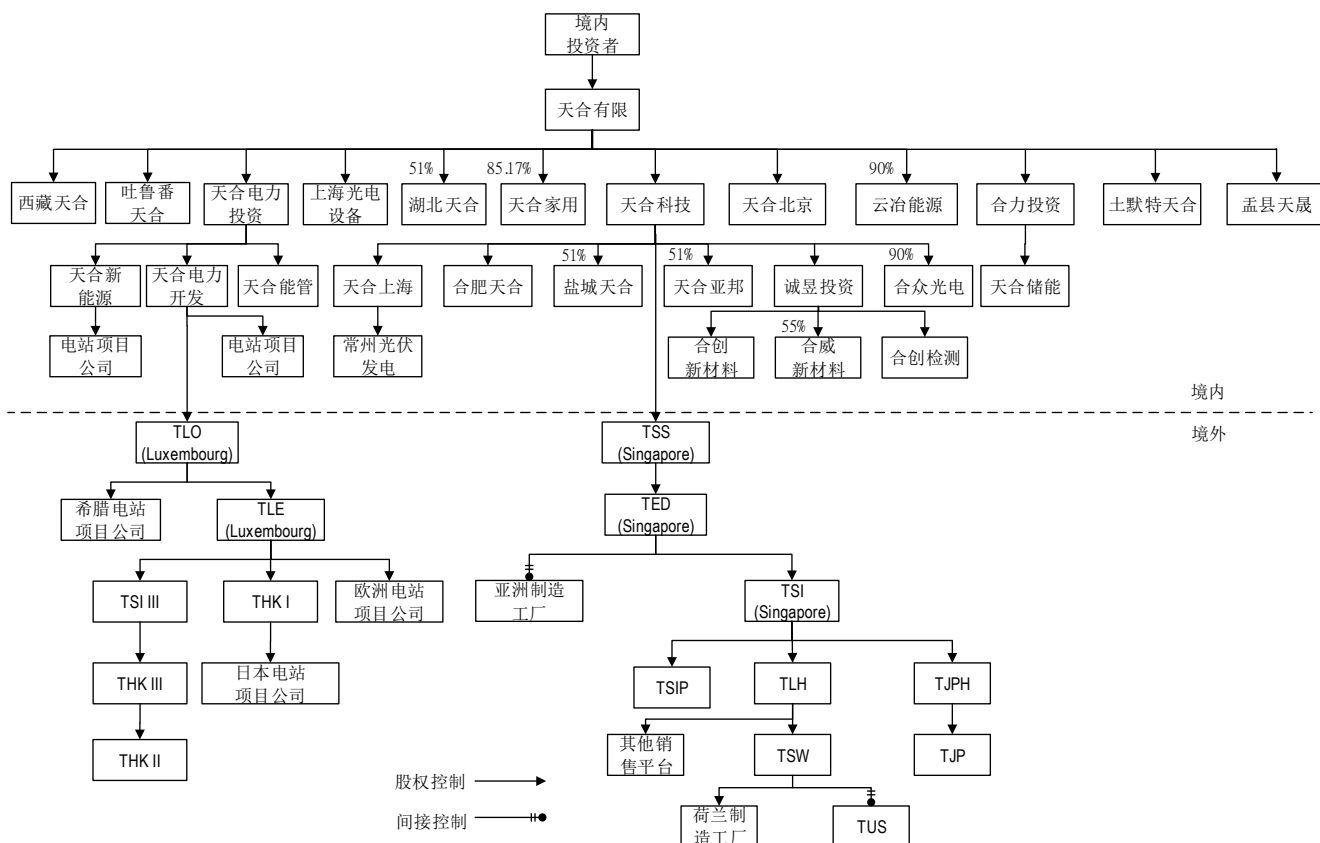 境内
投资者
天合有限
51%
85.17%
90%
西藏天合
吐鲁番
天合
天合电力
投资
上海光电
设备
湖北天合
天合家用
天合科技
天合北京
云冶能源
合力投资
土默特天合
盂县天晟
51%
51%
90%
天合新
能源
天合电力
开发
天合能管
天合上海
合肥天合
盐城天合
天合亚邦
诚昱投资
合众光电
天合储能
电站项目
公司
电站项目
公司
常州光伏
发电
合创
新材料
55%
合威
新材料
合创检测
境内
境外
TLO
(Luxembourg)
TSS
(Singapore)
希腊电站
项目公司
TLE
(Luxembourg)
TED
(Singapore)
TSI III
THK I
欧洲电站
项目公司
亚洲制造
工厂
TSI
(Singapore)
THK III
日本电站
项目公司
TSIP
TLH
TJPH
THK II
其他销
售平台
TSW
TJP
股权控制
间接控制
荷兰制
造工厂
TUS